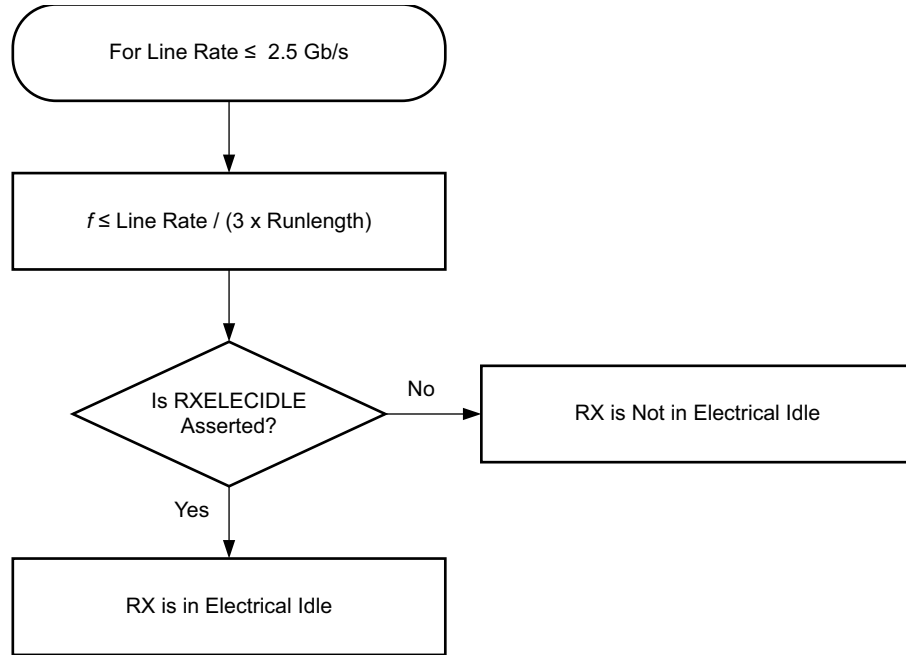 For Line Rate ≤ 2.5 Gb/s
f ≤ Line Rate / (3 x Runlength)
Is RXELECIDLE
Asserted?
No
RX is Not in Electrical Idle
Yes
RX is in Electrical Idle